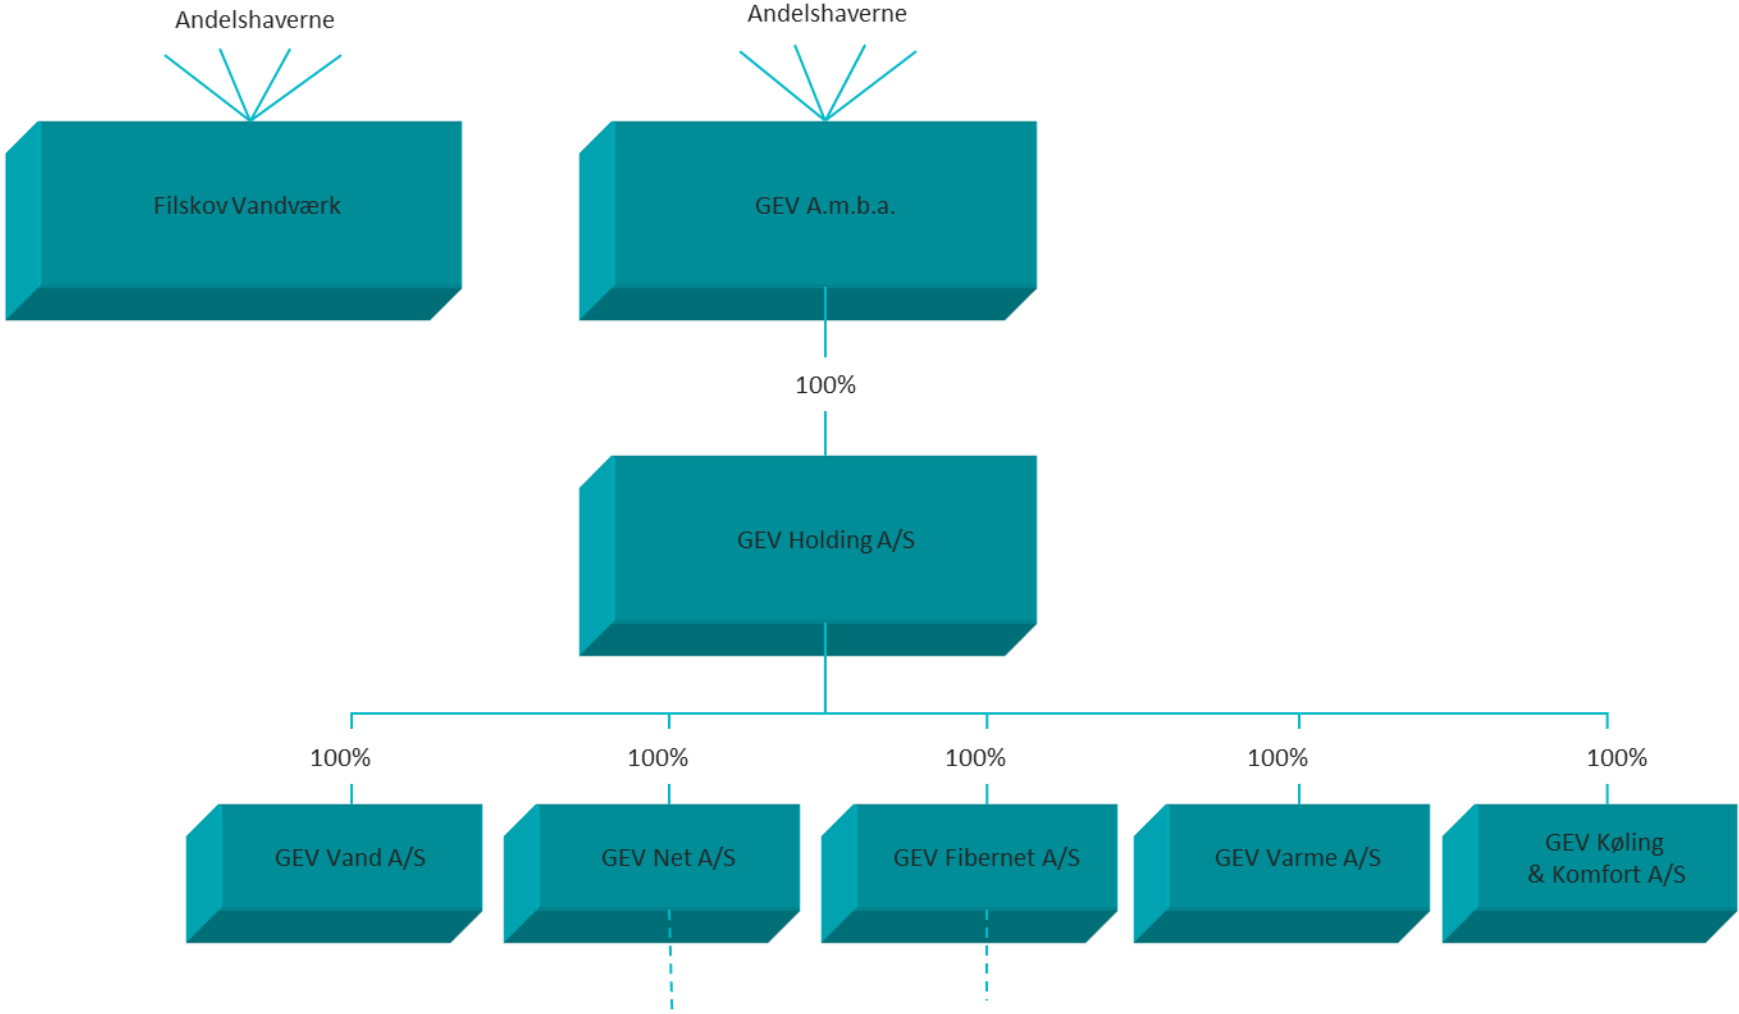 Andelshaverne
Andelshaverne
Filskov Vandværk
GEV A.m.b.a.
100%
GEV Holding A/S
100%
100%
100%
100%
100%
GEV Vand A/S
GEV Net A/S
GEV Fibernet A/S
GEV Varme A/S
GEV Køling
& Komfort A/S